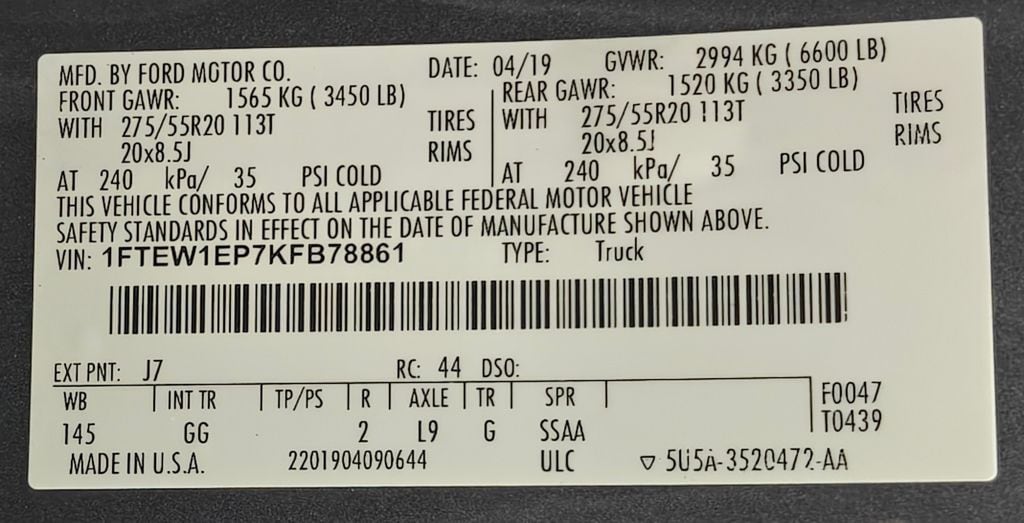 MFD. BY FORD MOTOR CO. DATE: 04/19 GVWR: 2994 KG ( 6600 LB)
FRONT GAWR: 1565 KG ( 3450 LB) REAR GAWR: 1520 KG ( 3350 LB)
WITH 275/55R20 113T TIRES WITH 275/55R20 113T TIRES
20x8.5J RIMS 20x8.5J RIMS
AT 240 kPa/ 35 PSI COLD AT 240 kPa/ 35 PSI COLD
THIS VEHICLE CONFORMS TO ALL APPLICABLE FEDERAL MOTOR VEHICLE
SAFETY STANDARDS IN EFFECT ON THE DATE OF MANUFACTURE SHOWN ABOVE.
VIN: 1FTEW1EP7KFB78861 TYPE: Truck
EXT PNT: J7 RC: 44 DSO:
WB INT TR TP/PS R AXLE TR SPR F0047
T0439
145 GG 2 L9 G SSAA
MADE IN U.S.A. 2201904090644 ULC ▽ 5U5A-3520472-AA